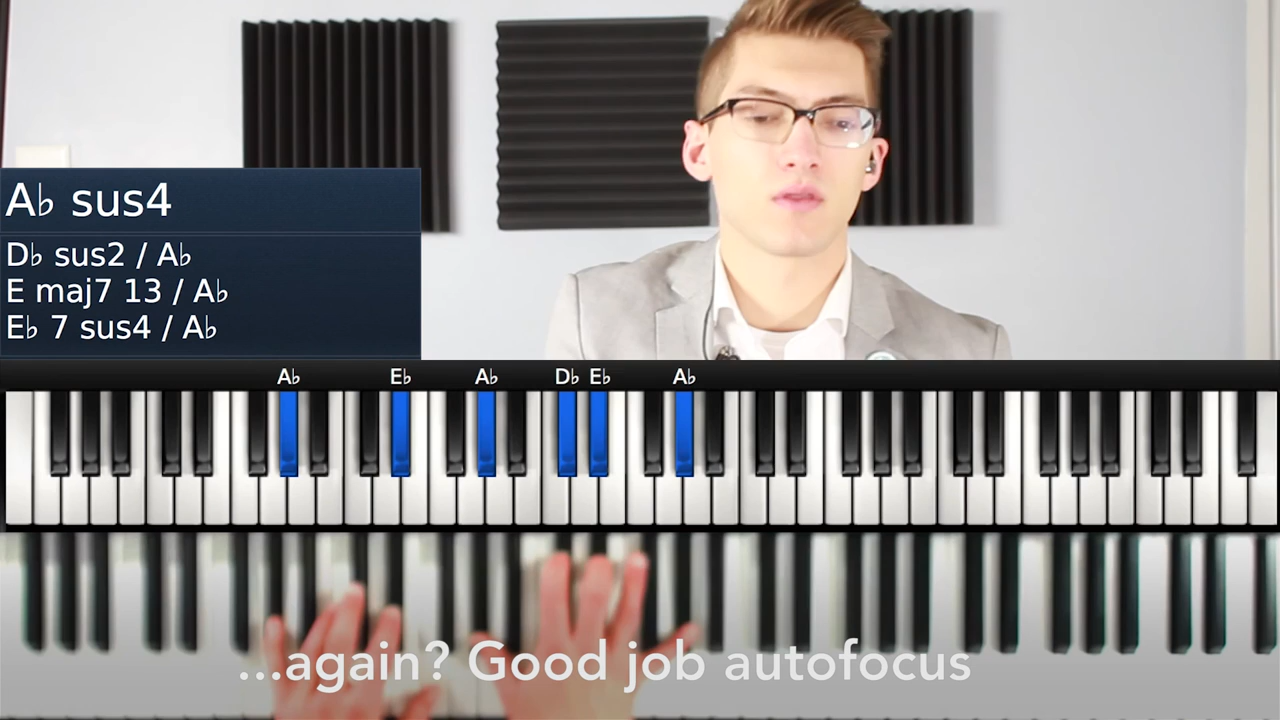 A♭ sus4
D♭ sus2 / A♭
E maj7 13 / A♭
E♭ 7 sus4 / A♭
A♭ E♭ A♭ D♭ E♭ A♭
...again? Good job autofocus